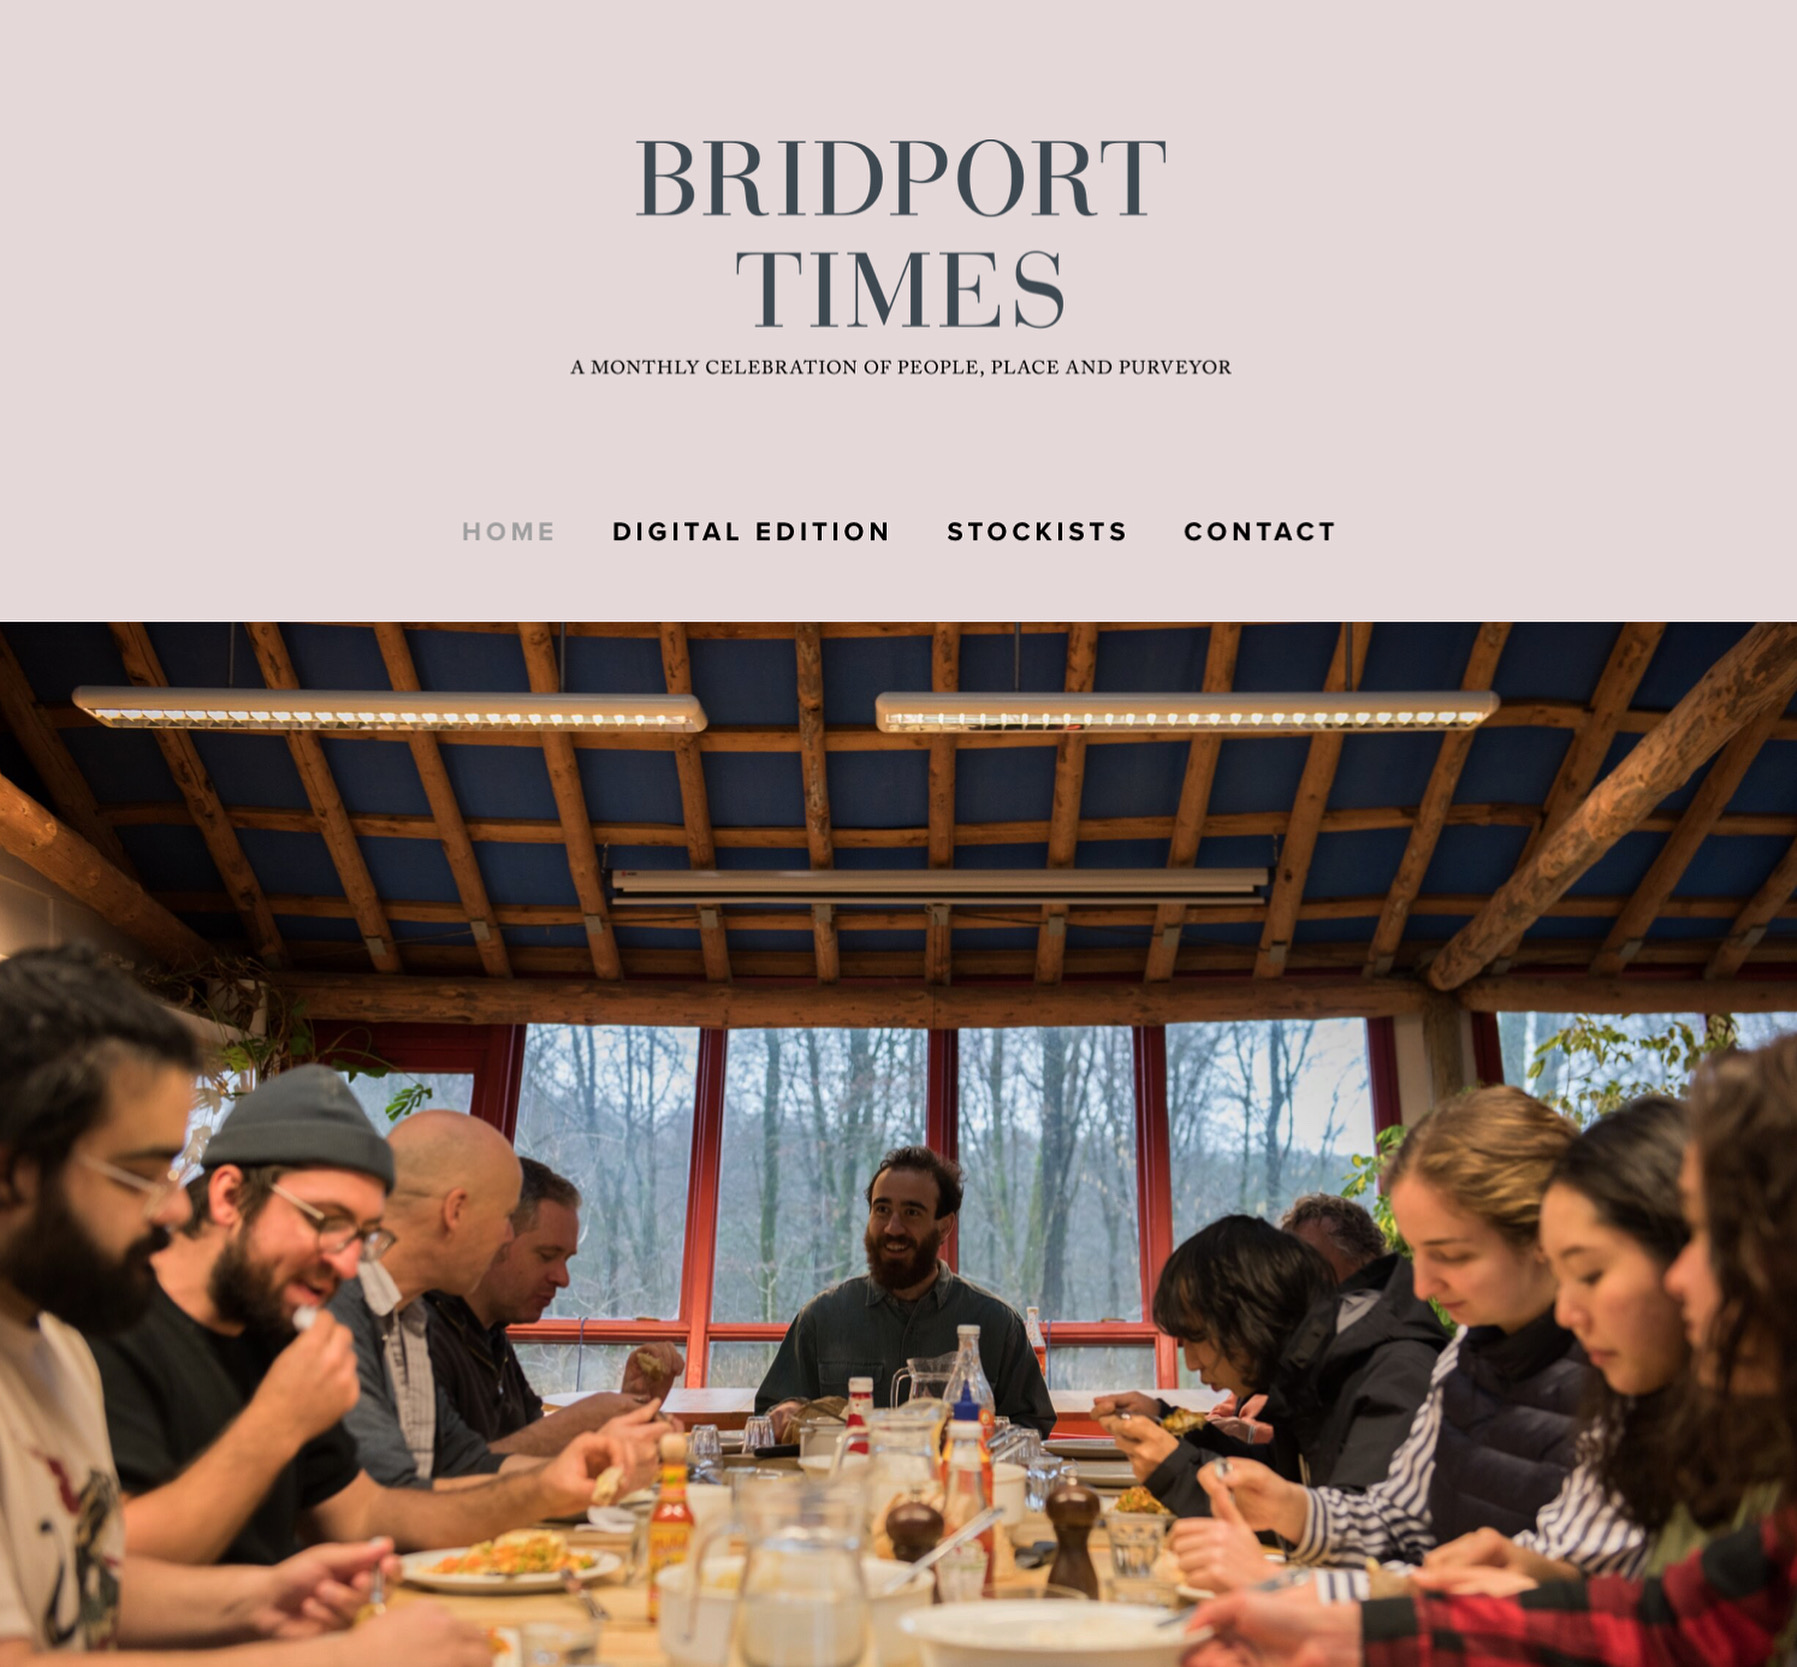 BRIDPORT
TIMES
A MONTHLY CELEBRATION OF PEOPLE, PLACE AND PURVEYOR
HOME DIGITAL EDITION STOCKISTS CONTACT